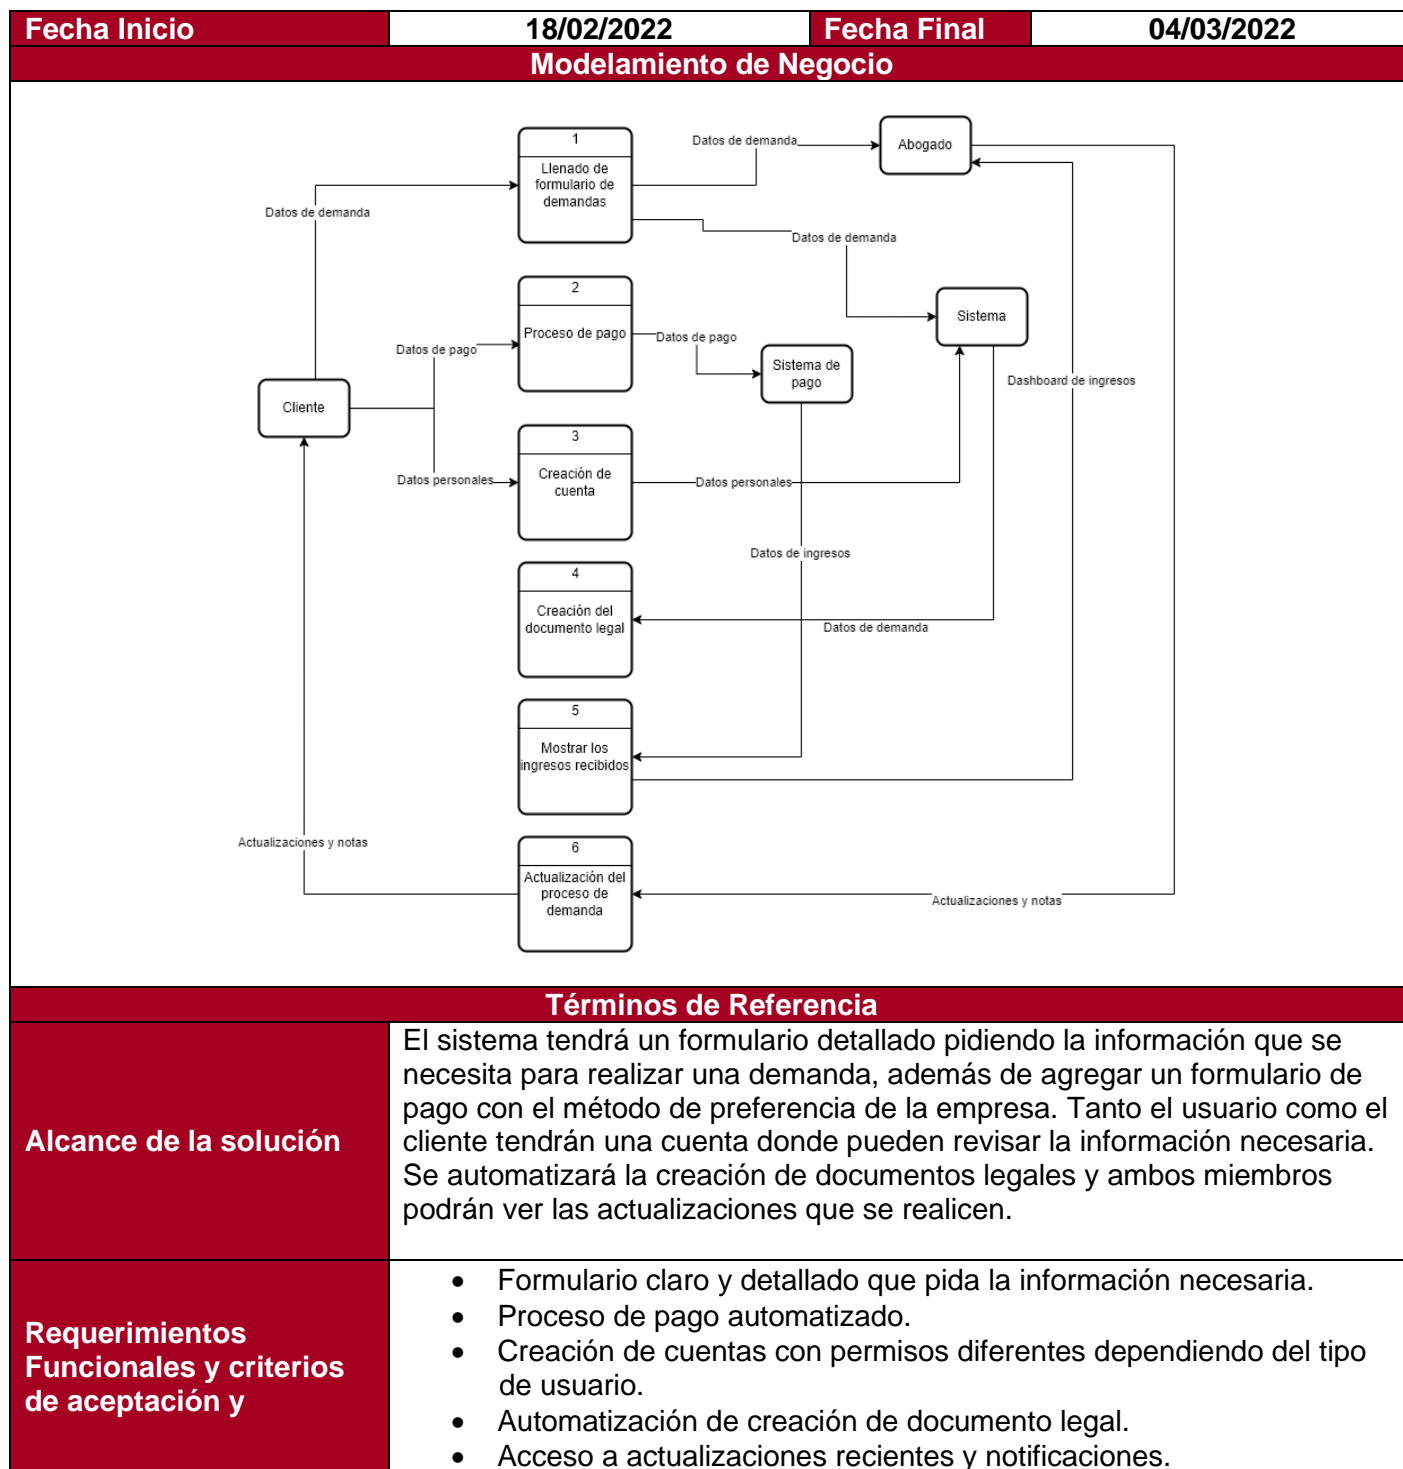 Fecha Inicio 18/02/2022 Fecha Final 04/03/2022
Modelamiento de Negocio
1
Llenado de
formulario de
demandas
Datos de demanda
Abogado
Datos de demanda
Datos de demanda
2
Proceso de pago
Datos de pago
Datos de pago
Sistema
Sistema de
pago
Dashboard de ingresos
Cliente
3
Creación de
cuenta
Datos personales
Datos personales
Datos de ingresos
4
Creación del
documento legal
Datos de demanda
5
Mostrar los
ingresos recibidos
Actualizaciones y notas
6
Actualización del
proceso de
demanda
Actualizaciones y notas
Términos de Referencia
Alcance de la solución
El sistema tendrá un formulario detallado pidiendo la información que se
necesita para realizar una demanda, además de agregar un formulario de
pago con el método de preferencia de la empresa. Tanto el usuario como el
cliente tendrán una cuenta donde pueden revisar la información necesaria.
Se automatizará la creación de documentos legales y ambos miembros
podrán ver las actualizaciones que se realicen.
Requerimientos
Funcionales y criterios
de aceptación y
• Formulario claro y detallado que pida la información necesaria.
• Proceso de pago automatizado.
• Creación de cuentas con permisos diferentes dependiendo del tipo
de usuario.
• Automatización de creación de documento legal.
• Acceso a actualizaciones recientes y notificaciones.